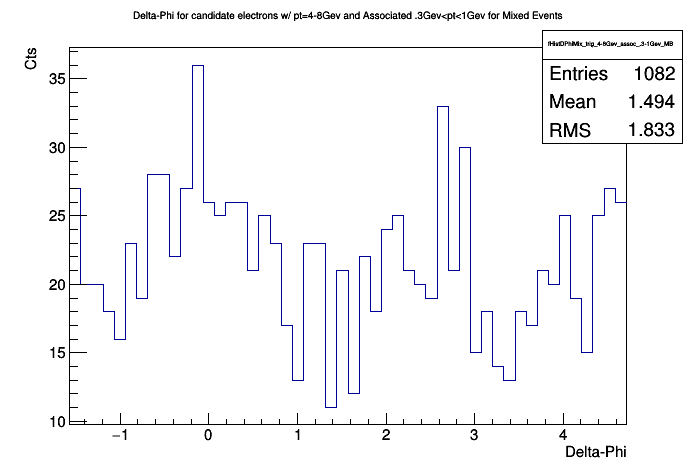 Delta-Phi for candidate electrons w/ pt=4-8Gev and Associated .3Gev<pt<1Gev for Mixed Events
fHistDPhiMix_trig_4-8Gev_assoc_.3-1Gev_MB
Entries 1082
Mean 1.494
RMS 1.833
Cts
35
30
25
20
15
10
−1 0 1 2 3 4
Delta-Phi